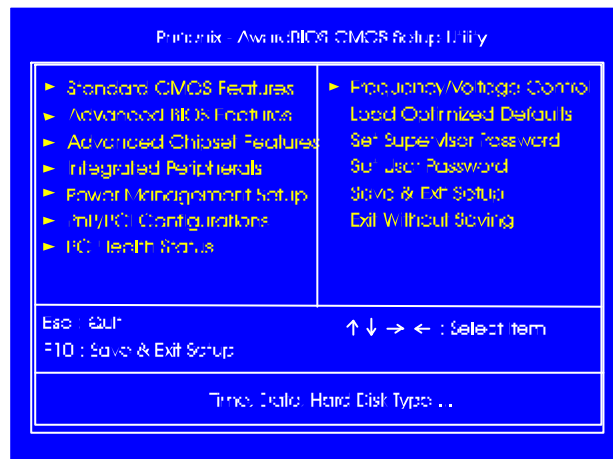 Phoenix - AwardBIOS CMOS Setup Utility
► Standard CMOS Features
► Advanced BIOS Features
► Advanced Chipset Features
► Integrated Peripherals
► Power Management Setup
► PnP/PCI Configurations
► PC Health Status
► Frequency/Voltage Control
Load Optimized Defaults
Set Supervisor Password
Set User Password
Save & Exit Setup
Exit Without Saving
Esc : Quit
F10 : Save & Exit Setup
↑ ↓ → ← : Select Item
Time, Date, Hard Disk Type ...